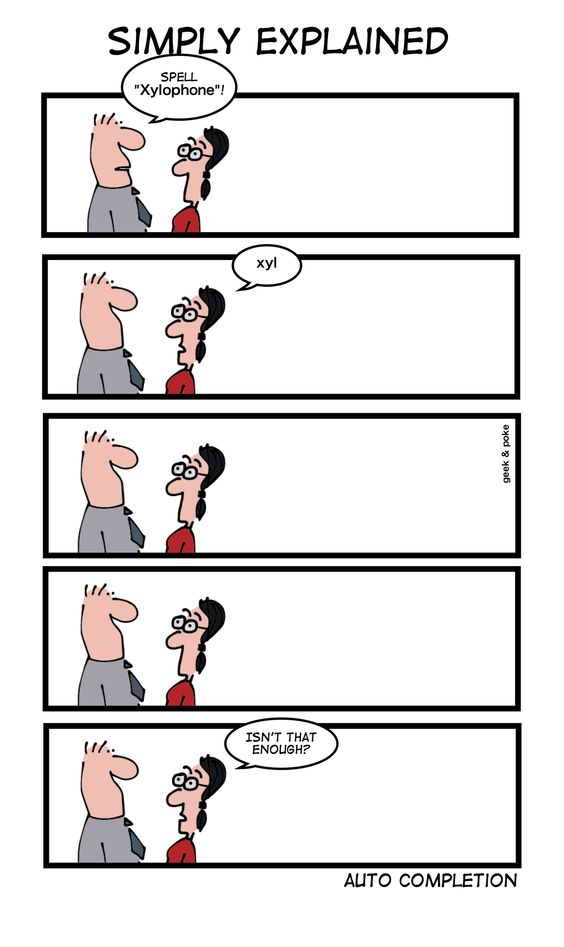 SIMPLY EXPLAINED
SPELL
"Xylophone"!
xyl
geek & poke
ISN'T THAT
ENOUGH?
AUTO COMPLETION